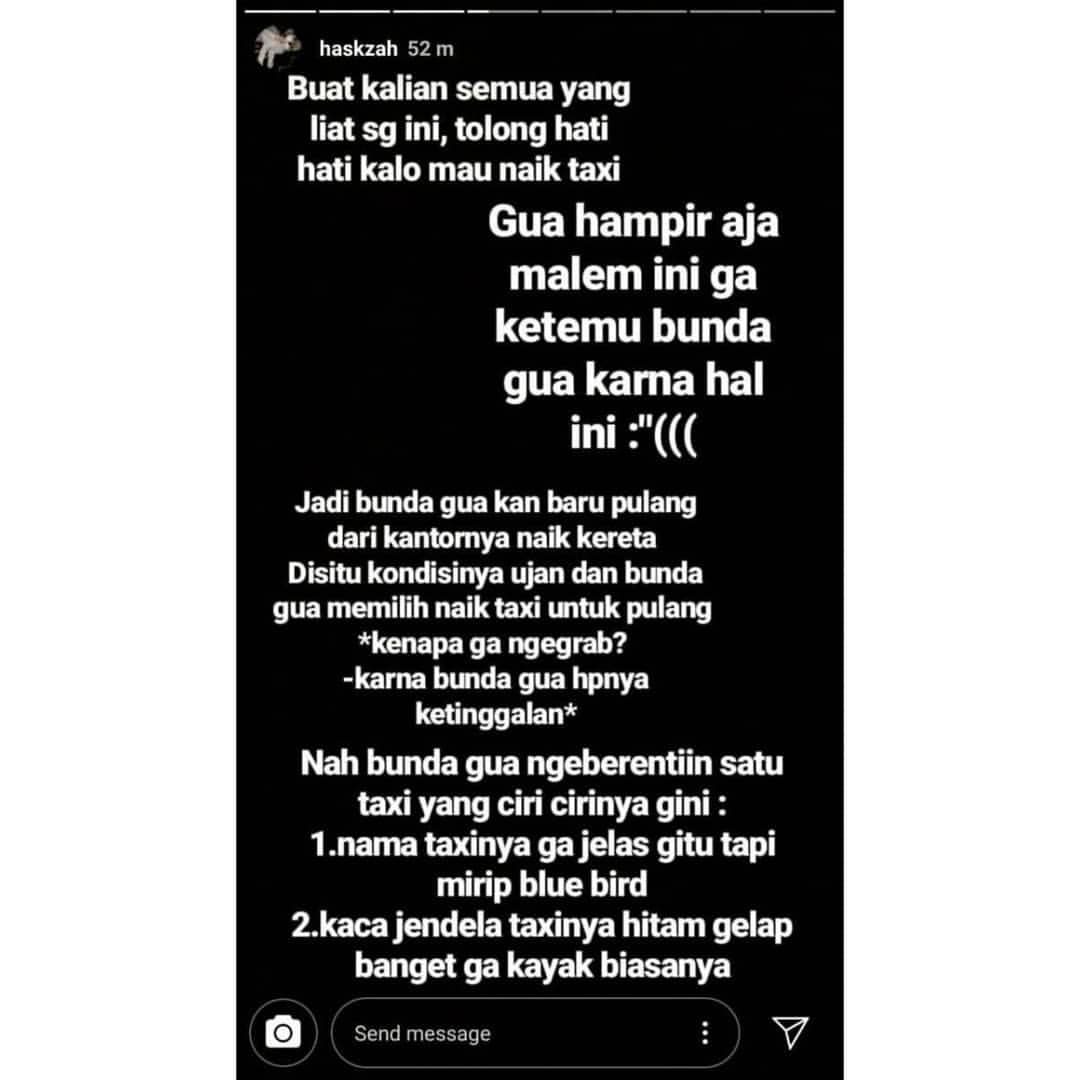 haskzah 52 m
Buat kalian semua yang
liat sg ini, tolong hati
hati kalo mau naik taxi
Gua hampir aja
malem ini ga
ketemu bunda
gua karna hal
ini :"(((
Jadi bunda gua kan baru pulang
dari kantornya naik kereta
Disitu kondisinya ujan dan bunda
gua memilih naik taxi untuk pulang
*kenapa ga ngegrab?
-karna bunda gua hpnya
ketinggalan*
Nah bunda gua ngeberentiin satu
taxi yang ciri cirinya gini :
1.nama taxinya ga jelas gitu tapi
mirip blue bird
2.kaca jendela taxinya hitam gelap
banget ga kayak biasanya
Send message